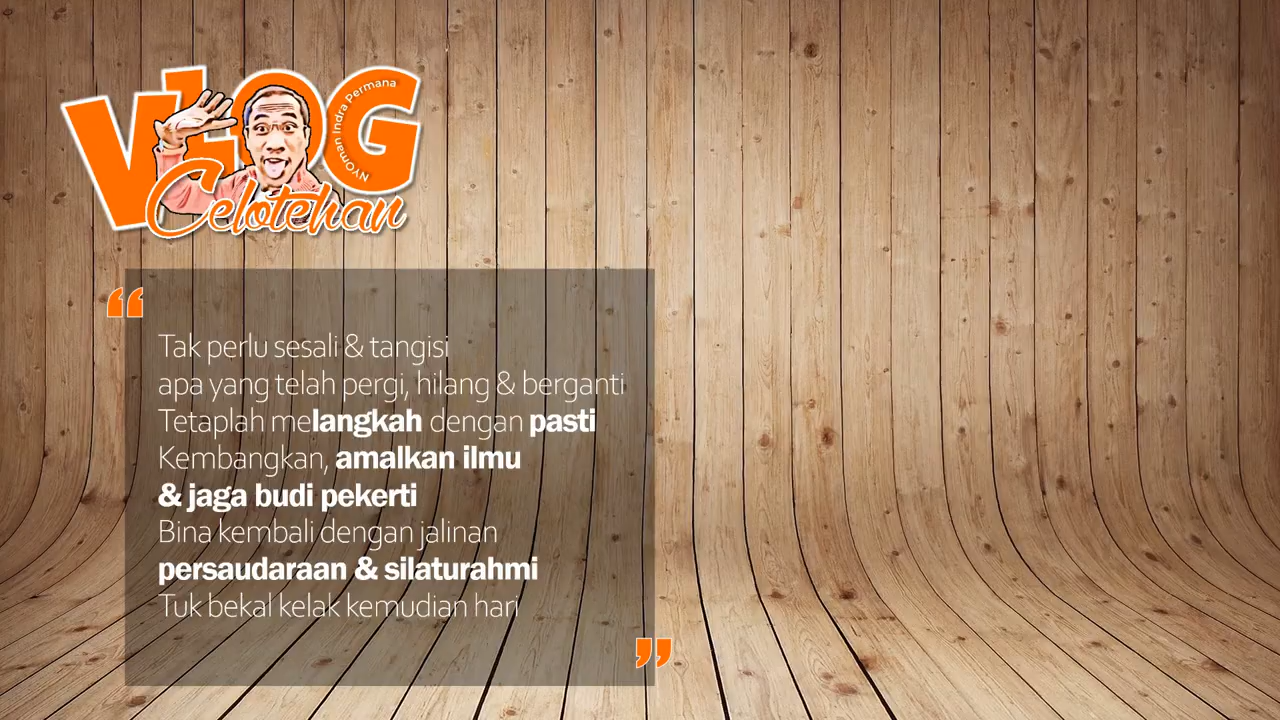 VLOG
NYOman Indra Permana
Celotehan
“
Tak perlu sesali & tangisi
apa yang telah pergi, hilang & berganti
Tetaplah melangkah dengan pasti
Kembangkan, amalkan ilmu
& jaga budi pekerti
Bina kembali dengan jalinan
persaudaraan & silaturahmi
Tuk bekal kelak kemudian hari
”